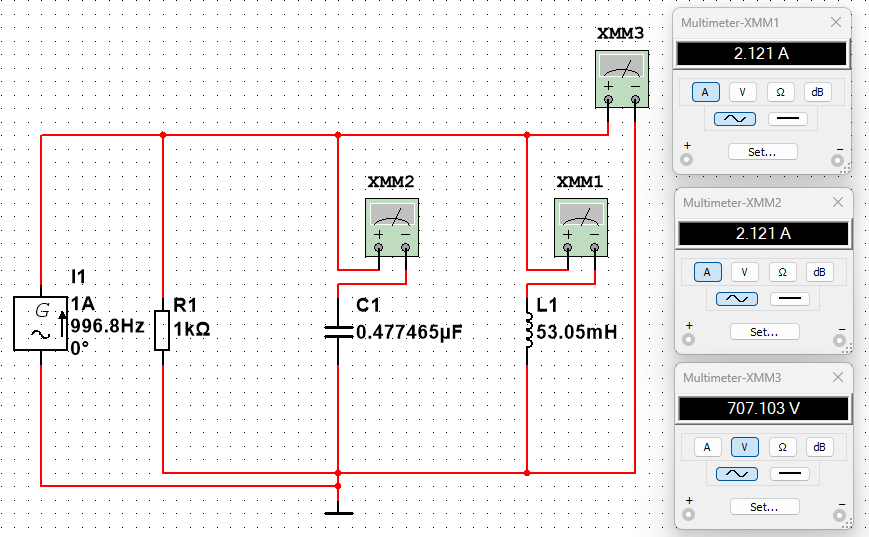 XMM3
+ −
XMM2
+ −
XMM1
+ −
I1
G
1A
996.8Hz
0°
R1
1kΩ
C1
0.477465µF
L1
53.05mH
Multimeter-XMM1
2.121 A
A V Ω dB
Set...
+ −
Multimeter-XMM2
2.121 A
A V Ω dB
Set...
+ −
Multimeter-XMM3
707.103 V
A V Ω dB
Set...
+ −